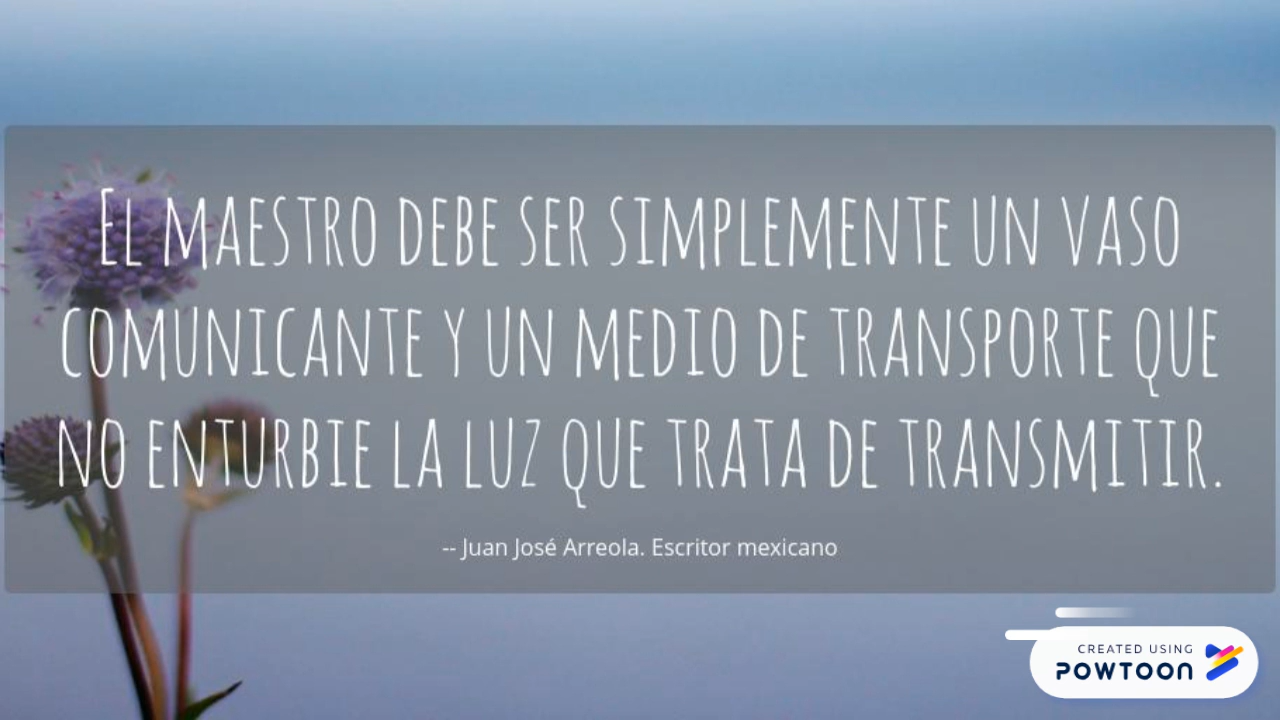 El maestro debe ser simplemente un vaso
comunicante y un medio de transporte que
no enturbie la luz que trata de transmitir.
-- Juan José Arreola. Escritor mexicano
CREATED USING
POWTOON